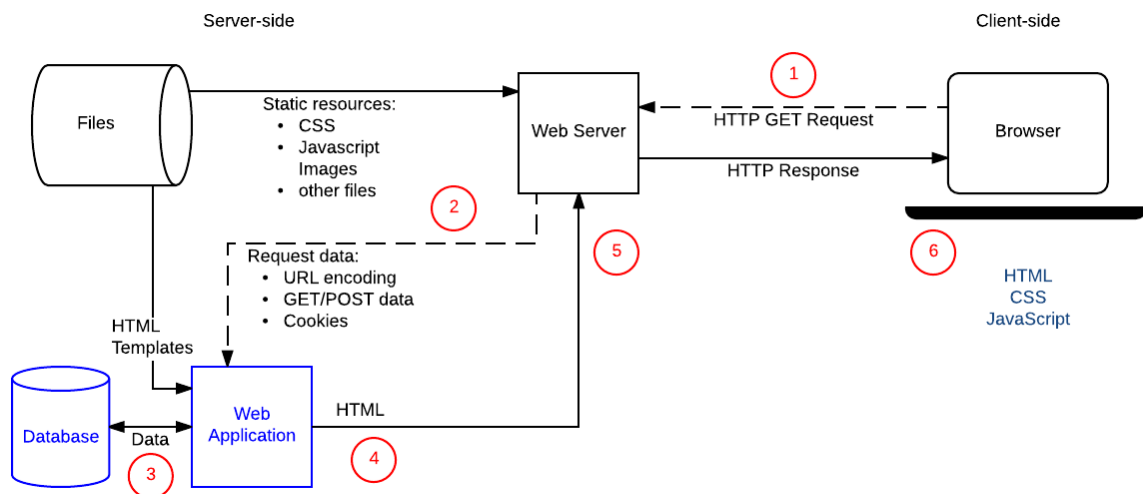 Server-side
Client-side
Files
Static resources:
• CSS
• Javascript
Images
• other files
Web Server
1
HTTP GET Request
HTTP Response
Browser
2
Request data:
• URL encoding
• GET/POST data
• Cookies
5
6
HTML
CSS
JavaScript
HTML
Templates
Database
Data
3
Web
Application
HTML
4